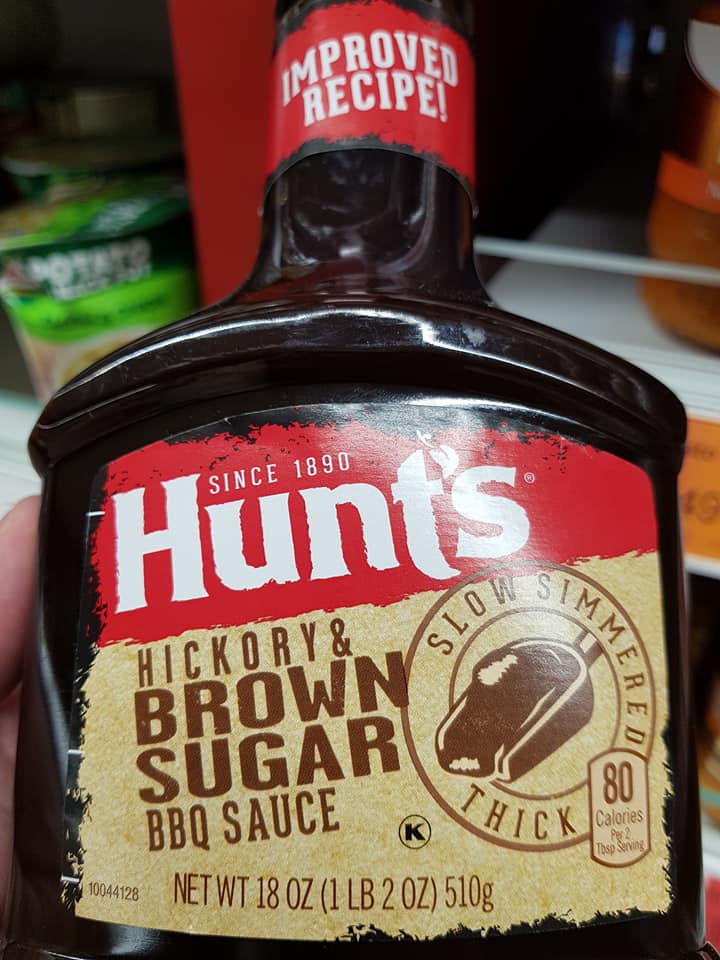 IMPROVED
RECIPE!
SINCE 1890
Hunt's®
HICKORY &
BROWN
SUGAR
BBQ SAUCE
SLOW SIMMERED
THICK
80
Calories
Per 2
Tbsp Serving
K
10044128
NET WT 18 OZ (1 LB 2 OZ) 510g
POTATO